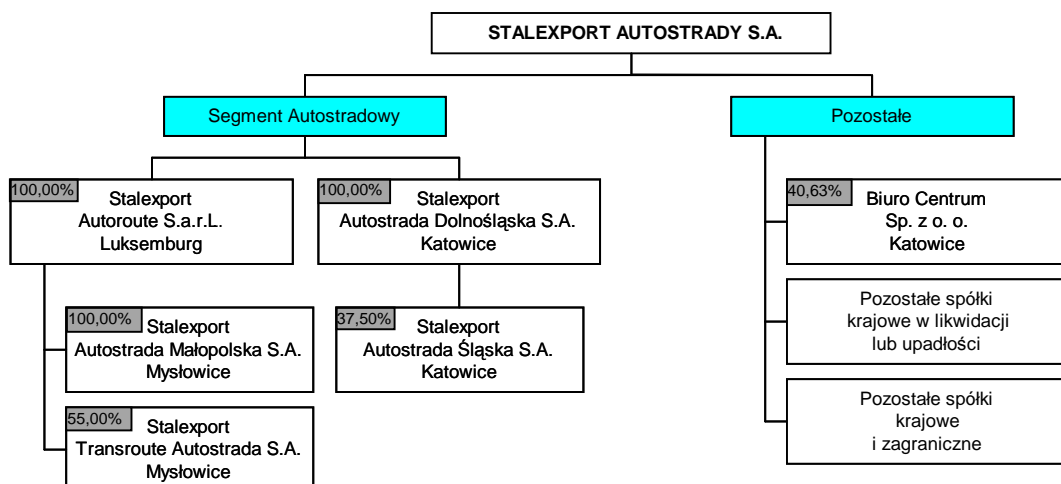 STALEXPORT AUTOSTRADY S.A.
Segment Autostradowy
Pozostałe
100,00%
Stalexport
Autoroute S.a.r.L.
Luksemburg
100,00%
Stalexport
Autostrada Dolnośląska S.A.
Katowice
40,63%
Biuro Centrum
Sp. z o. o.
Katowice
100,00%
Stalexport
Autostrada Małopolska S.A.
Mysłowice
37,50%
Stalexport
Autostrada Śląska S.A.
Katowice
Pozostałe spółki
krajowe w likwidacji
lub upadłości
55,00%
Stalexport
Transroute Autostrada S.A.
Mysłowice
Pozostałe spółki
krajowe
i zagraniczne